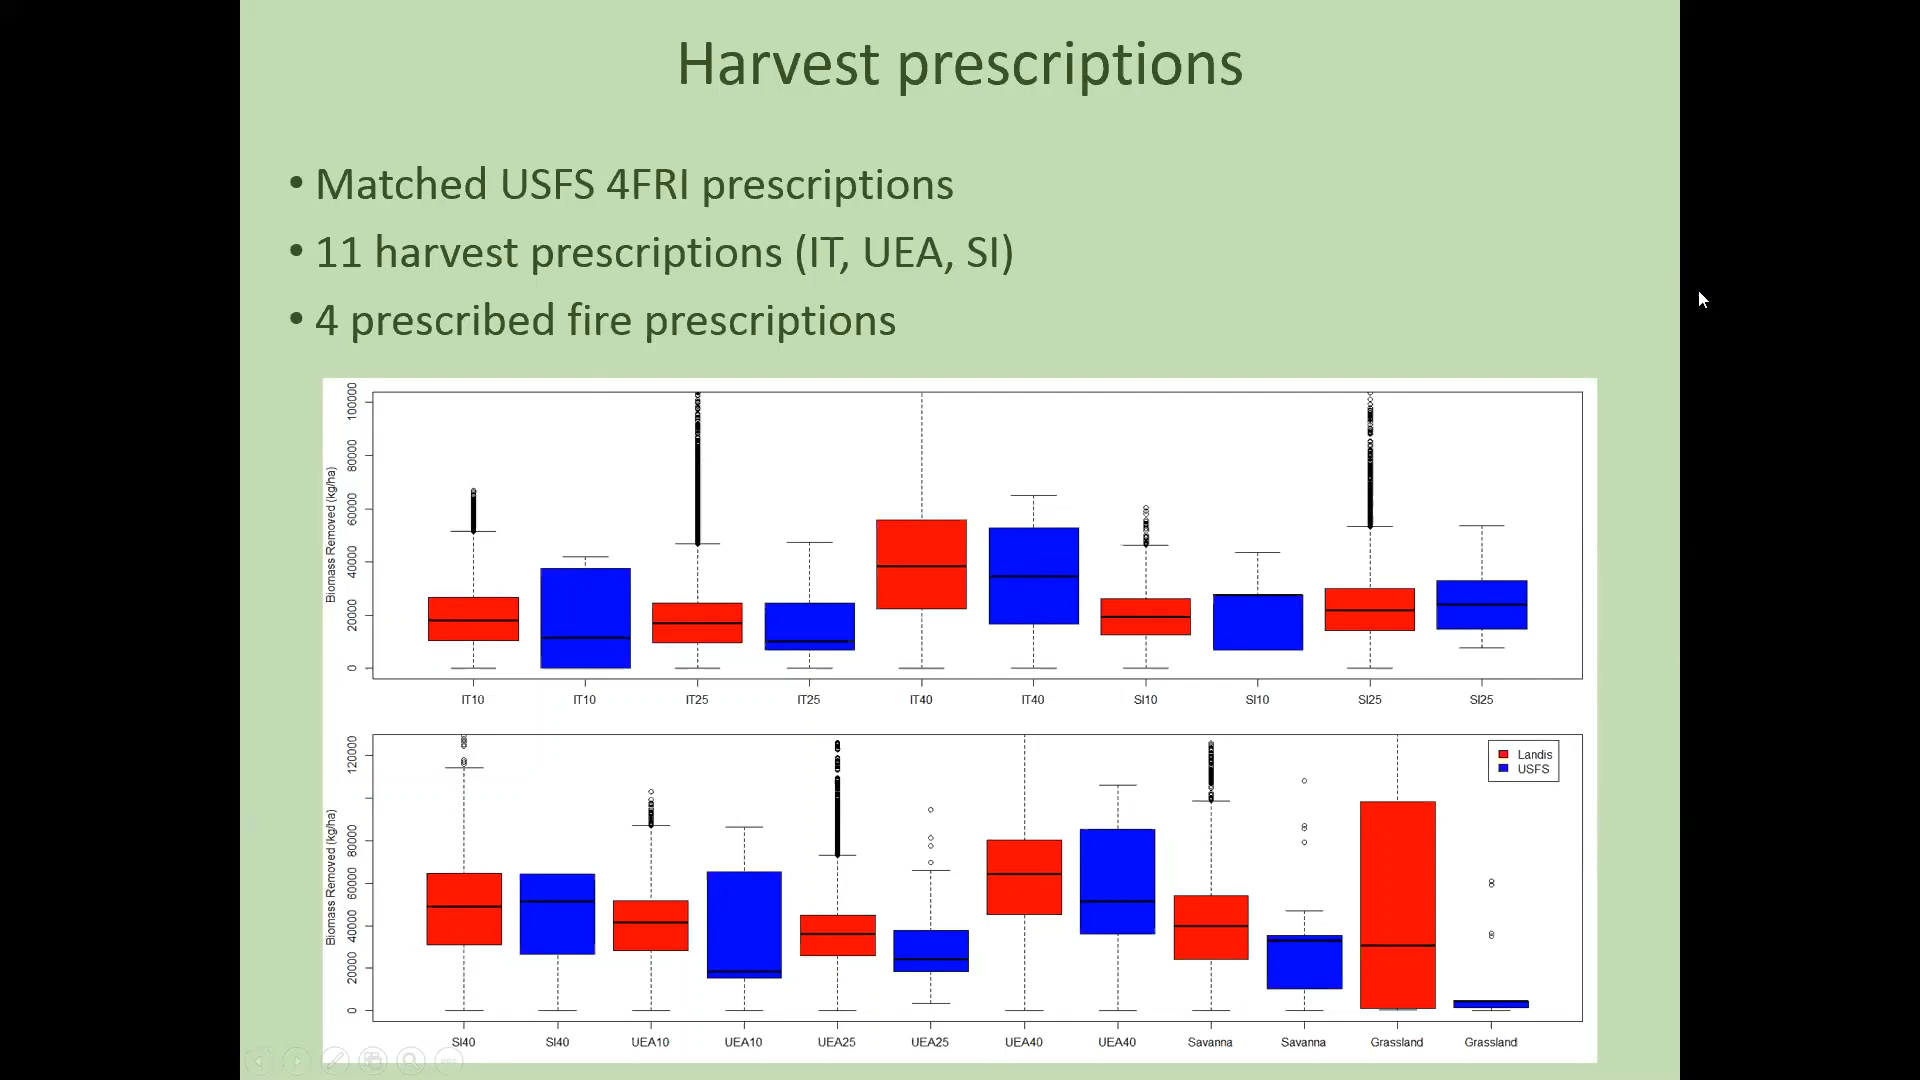 Harvest prescriptions
• Matched USFS 4FRI prescriptions
• 11 harvest prescriptions (IT, UEA, SI)
• 4 prescribed fire prescriptions
Biomass Removed (kg/ha)
100000
80000
60000
40000
20000
0
IT10 IT10 IT25 IT25 IT40 IT40 SI10 SI10 SI25 SI25
Biomass Removed (kg/ha)
120000
80000
60000
40000
20000
0
Landis
USFS
SI40 SI40 UEA10 UEA10 UEA25 UEA25 UEA40 UEA40 Savanna Savanna Grassland Grassland